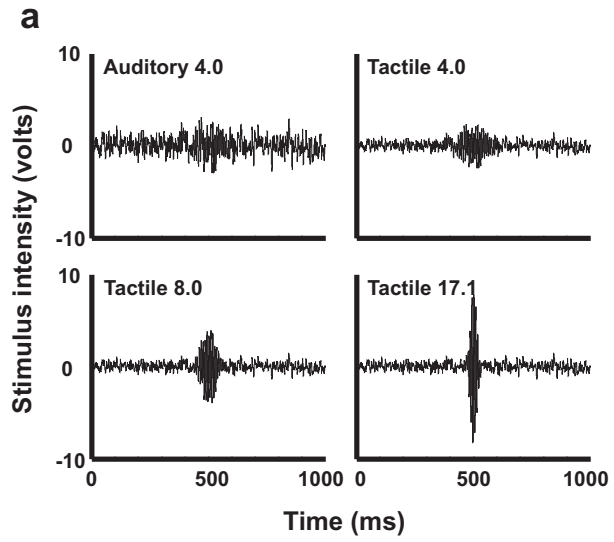 a
10
Auditory 4.0
Tactile 4.0
0
-10
10
Tactile 8.0
Tactile 17.1
0
-10
0 500 1000
0 500 1000
Stimulus intensity (volts)
Time (ms)